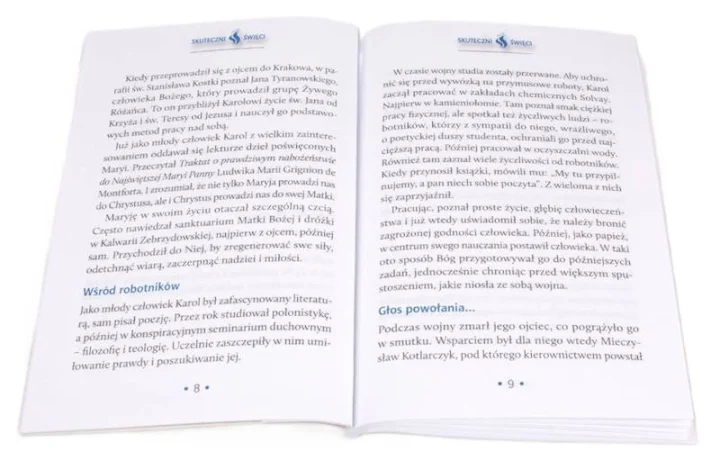 SKUTECZNI ŚWIĘCI
Kiedy przeprowadził się z ojcem do Krakowa, w pa-
rafii św. Stanisława Kostki poznał Jana Tyranowskiego,
człowieka Bożego, który prowadził grupę Żywego
Różańca. To on przybliżył Karolowi życie św. Jana od
Krzyża i św. Teresy od Jezusa i nauczył go podstawo-
wych metod pracy nad sobą.
Już jako młody człowiek Karol z wielkim zaintere-
sowaniem oddawał się lekturze dzieł poświęconych
Maryi. Przeczytał Traktat o prawdziwym nabożeństwie
do Najświętszej Maryi Panny Ludwika Marii Grignion de
Montforta, i zrozumiał, że nie tylko Maryja prowadzi nas
do Chrystusa, ale i Chrystus prowadzi nas do swej Matki.
Maryję w swoim życiu otaczał szczególną czcią.
Często nawiedzał sanktuarium Matki Bożej i dróżki
w Kalwarii Zebrzydowskiej, najpierw z ojcem, później
sam. Przychodził do Niej, by zregenerować swe siły,
odetchnąć wiarą, zaczerpnąć nadziei i miłości.
Wśród robotników
Jako młody człowiek Karol był zafascynowany literatu-
rą, sam pisał poezję. Przez rok studiował polonistykę,
a później w konspiracyjnym seminarium duchownym
– filozofię i teologię. Uczelnie zaszczepiły w nim umi-
łowanie prawdy i poszukiwanie jej.
• 8 •
SKUTECZNI ŚWIĘCI
W czasie wojny studia zostały przerwane. Aby uchro-
nić się przed wywózką na przymusowe roboty, Karol
zaczął pracować w zakładach chemicznych Solvay.
Najpierw w kamieniołomie. Tam poznał smak ciężkiej
pracy fizycznej, ale spotkał też życzliwych ludzi – ro-
botników, którzy z sympatii do niego, wrażliwego,
o poetyckiej duszy studenta, ochraniali go przed naj-
cięższą pracą. Później pracował w oczyszczalni wody.
Również tam zaznał wiele życzliwości od robotników.
Kiedy przynosił książki, mówili mu: „My tu przypil-
nujemy, a pan niech sobie poczyta”. Z wieloma z nich
się zaprzyjaźnił.
Pracując, poznał proste życie, głębię człowieczeń-
stwa i już wtedy uświadomił sobie, że należy bronić
zagrożonej godności człowieka. Później, jako papież,
w centrum swego nauczania postawił człowieka. W taki
oto sposób Bóg przygotowywał go do późniejszych
zadań, jednocześnie chroniąc przed większym spu-
stoszeniem, jakie niosła ze sobą wojna.
Głos powołania...
Podczas wojny zmarł jego ojciec, co pogrążyło go
w smutku. Wsparciem był dla niego wtedy Mieczy-
sław Kotlarczyk, pod którego kierownictwem powstał
• 9 •